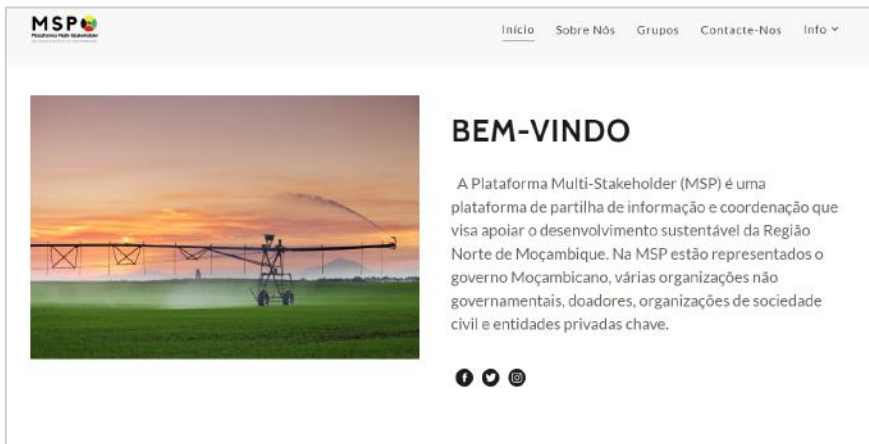 MSP
Plataforma Multi-Stakeholder
Início Sobre Nós Grupos Contacte-Nos Info
BEM-VINDO
A Plataforma Multi-Stakeholder (MSP) é uma
plataforma de partilha de informação e coordenação que
visa apoiar o desenvolvimento sustentável da Região
Norte de Moçambique. Na MSP estão representados o
governo Moçambicano, várias organizações não
governamentais, doadores, organizações de sociedade
civil e entidades privadas chave.